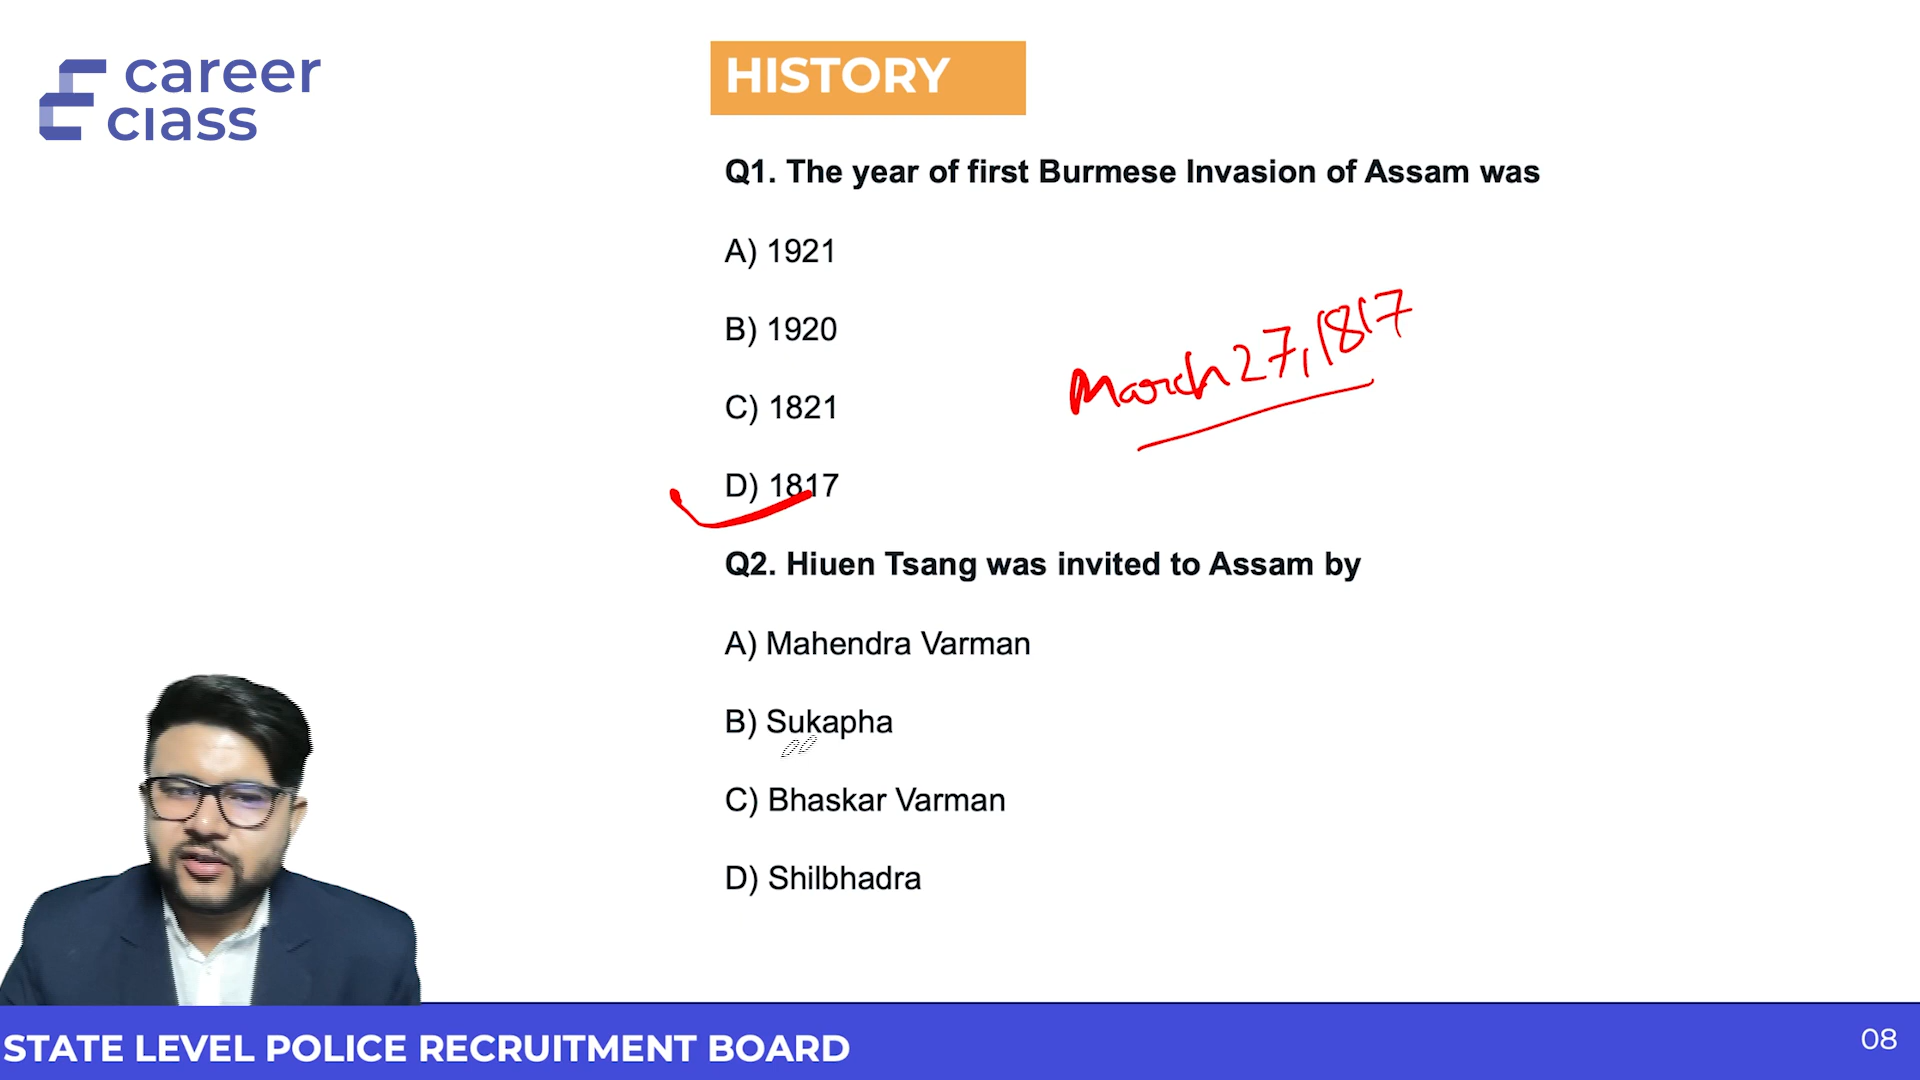 career
class
HISTORY
Q1. The year of first Burmese Invasion of Assam was
A) 1921
B) 1920
C) 1821
March 27, 1817
D) 1817
Q2. Hiuen Tsang was invited to Assam by
A) Mahendra Varman
B) Sukapha
C) Bhaskar Varman
D) Shilbhadra
STATE LEVEL POLICE RECRUITMENT BOARD
08